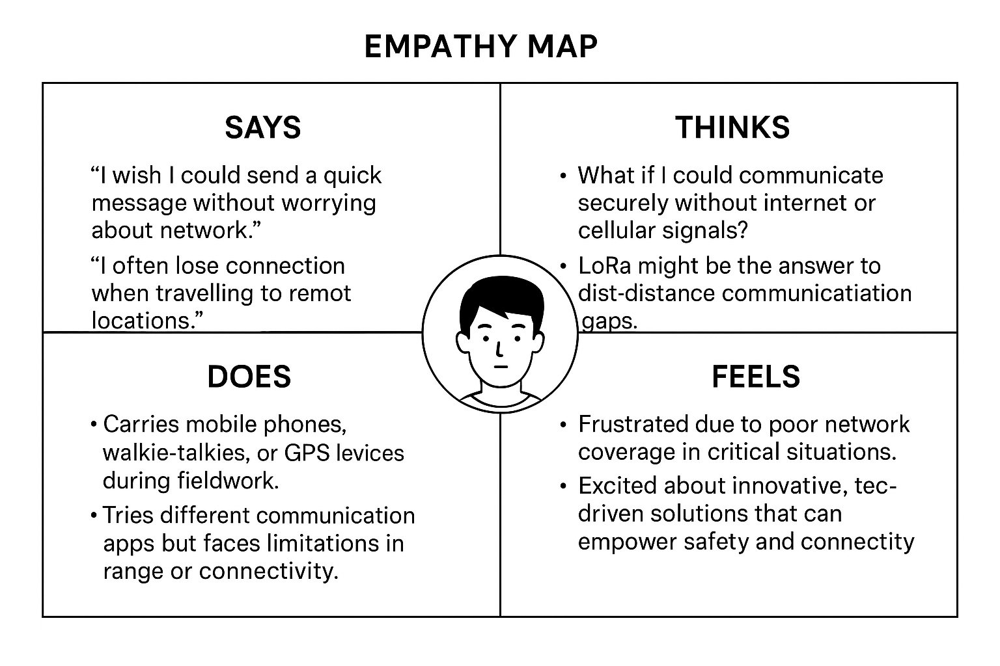 EMPATHY MAP
SAYS
“I wish I could send a quick
message without worrying
about network.”
“I often lose connection
when travelling to remot
locations.”
THINKS
• What if I could communicate
securely without internet or
cellular signals?
• LoRa might be the answer to
dist-distance communicatiation
gaps.
DOES
• Carries mobile phones,
walkie-talkies, or GPS levices
during fieldwork.
• Tries different communication
apps but faces limitations in
range or connectivity.
FEELS
• Frustrated due to poor network
coverage in critical situations.
• Excited about innovative, tec-
driven solutions that can
empower safety and connectity